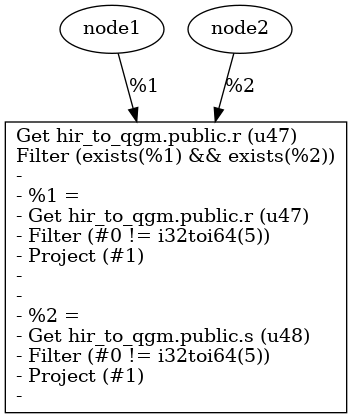 node1
node2
%1
%2
Get hir_to_qgm.public.r (u47)
Filter (exists(%1) && exists(%2))
-
- %1 =
- Get hir_to_qgm.public.r (u47)
- Filter (#0 != i32toi64(5))
- Project (#1)
-
-
- %2 =
- Get hir_to_qgm.public.s (u48)
- Filter (#0 != i32toi64(5))
- Project (#1)
-